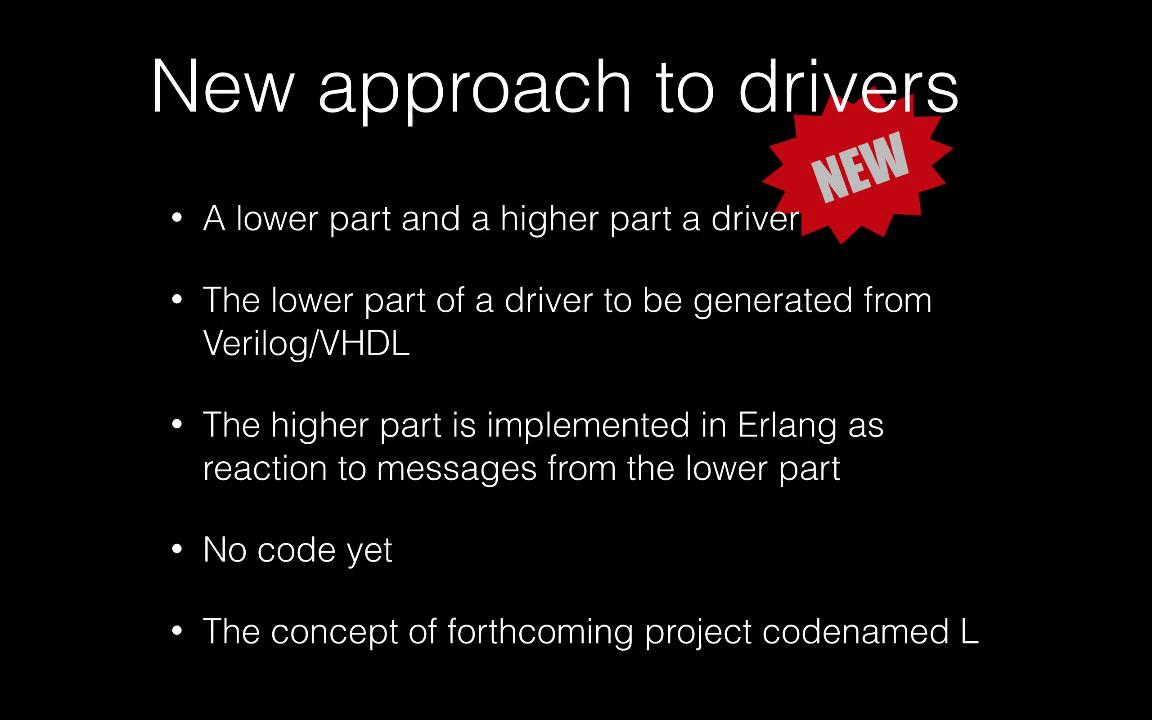 New approach to drivers
NEW
• A lower part and a higher part a driver
• The lower part of a driver to be generated from
Verilog/VHDL
• The higher part is implemented in Erlang as
reaction to messages from the lower part
• No code yet
• The concept of forthcoming project codenamed L